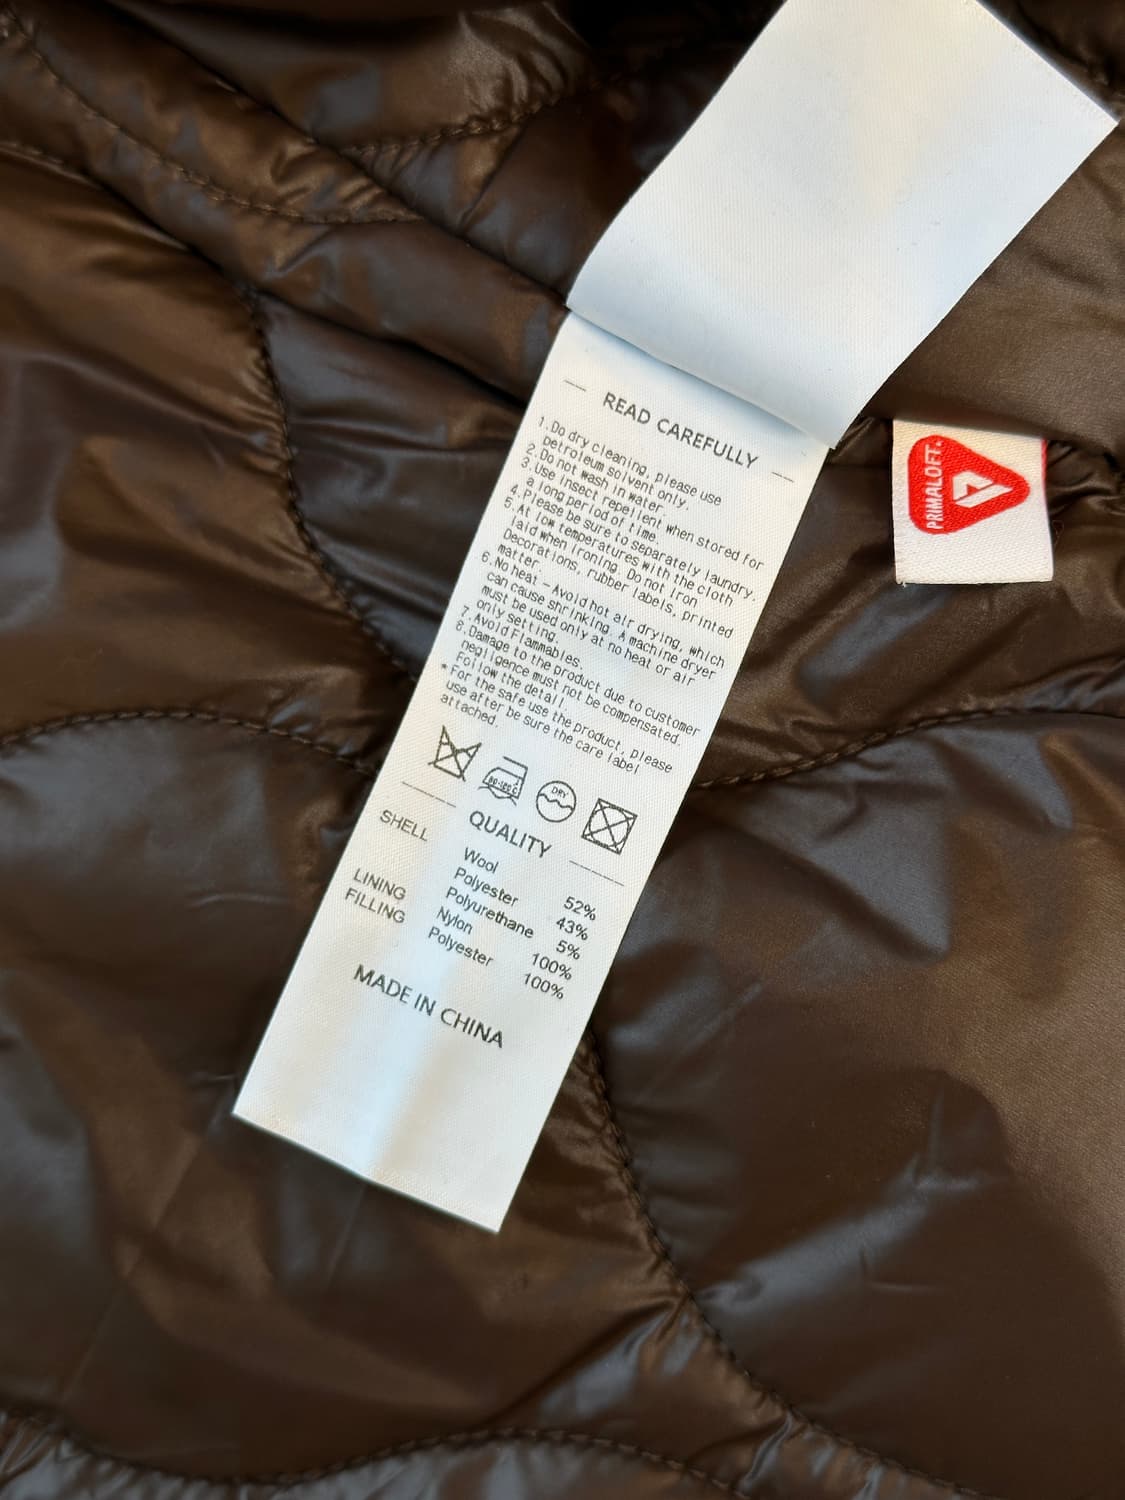 READ CAREFULLY
1.Do dry cleaning, please use
petroleum solvent only.
2.Do not wash in water.
3.Use insect repellent when stored for
a long period of time.
4.Please be sure to separately laundry.
5.At low temperatures with the cloth
laid when ironing. Do not iron
Decorations, rubber labels, printed
matter.
6.No heat - Avoid hot air drying, which
can cause shrinking. A machine dryer
must be used only at no heat or air
only setting.
7.Avoid Flammables.
8.Damage to the product due to customer
negligence must not be compensated.
*Follow the detail.
For the safe use the product, please
use after be sure the care label
attached.
DRY
QUALITY
SHELL Wool 52%
Polyester 43%
Polyurethane 5%
LINING Nylon 100%
FILLING Polyester 100%
MADE IN CHINA
PRIMALOFT